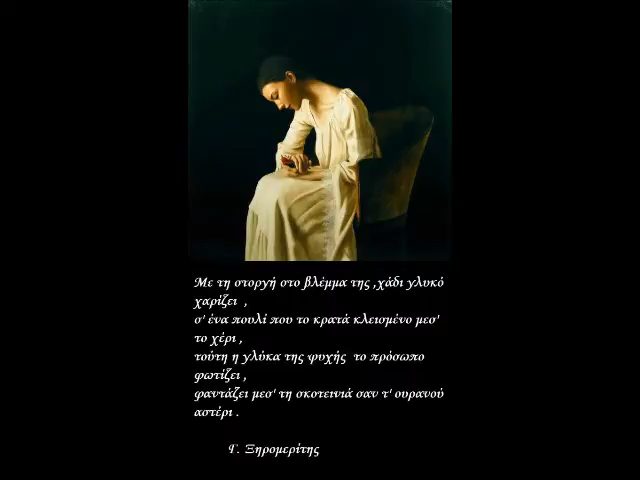 Με τη στοργή στο βλέμμα της ,χάδι γλυκό
χαρίζει ,
σ' ένα πουλί που το κρατά κλεισμένο μεσ'
το χέρι ,
τούτη η γλύκα της ψυχής το πρόσωπο
φωτίζει ,
φαντάζει μεσ' τη σκοτεινιά σαν τ' ουρανού
αστέρι .
Γ. Ξηρομερίτης